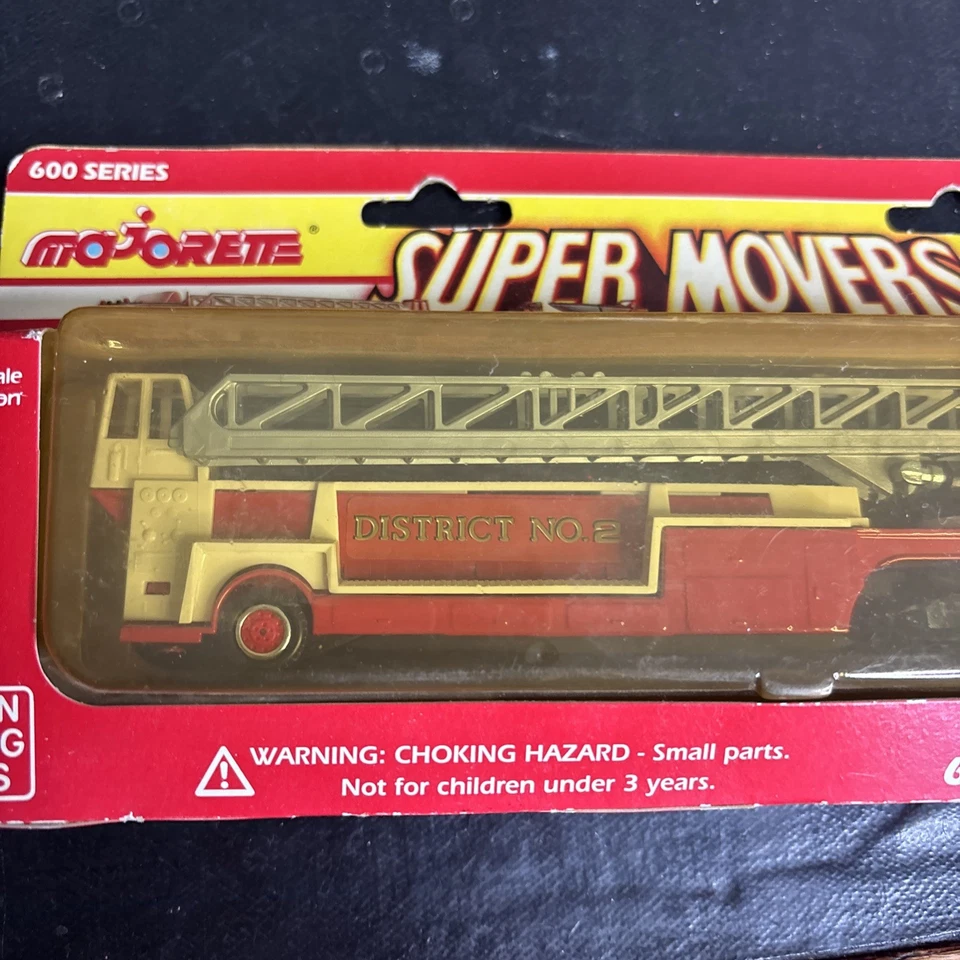 600 SERIES
MAJORETTE ®
SUPER MOVERS
DISTRICT NO. 2
WARNING: CHOKING HAZARD - Small parts.
Not for children under 3 years.